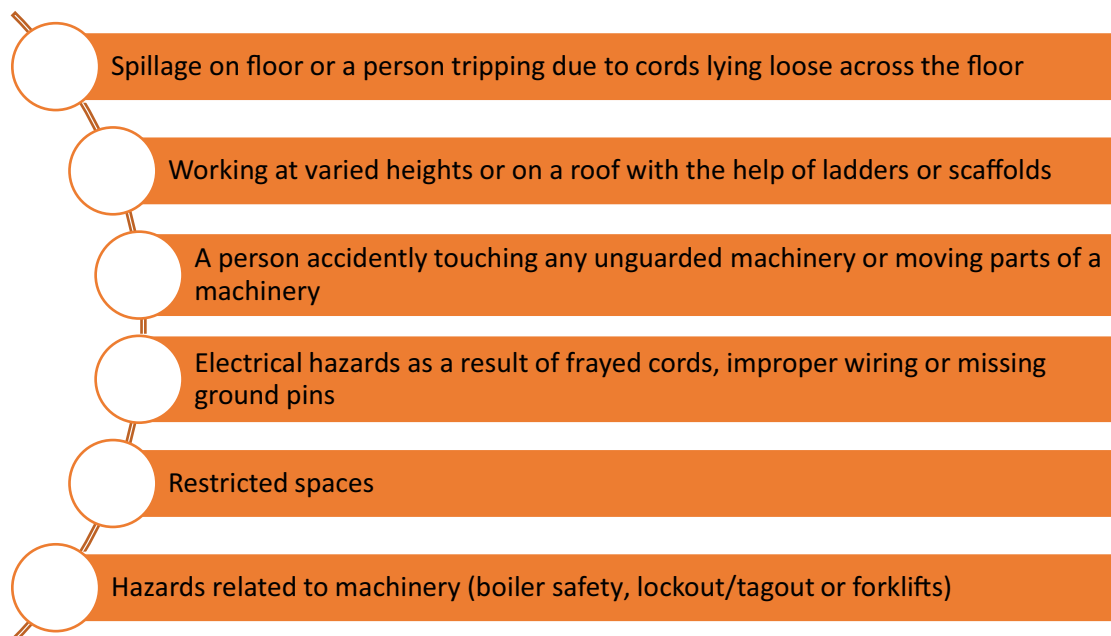 Spillage on floor or a person tripping due to cords lying loose across the floor
Working at varied heights or on a roof with the help of ladders or scaffolds
A person accidently touching any unguarded machinery or moving parts of a
machinery
Electrical hazards as a result of frayed cords, improper wiring or missing
ground pins
Restricted spaces
Hazards related to machinery (boiler safety, lockout/tagout or forklifts)